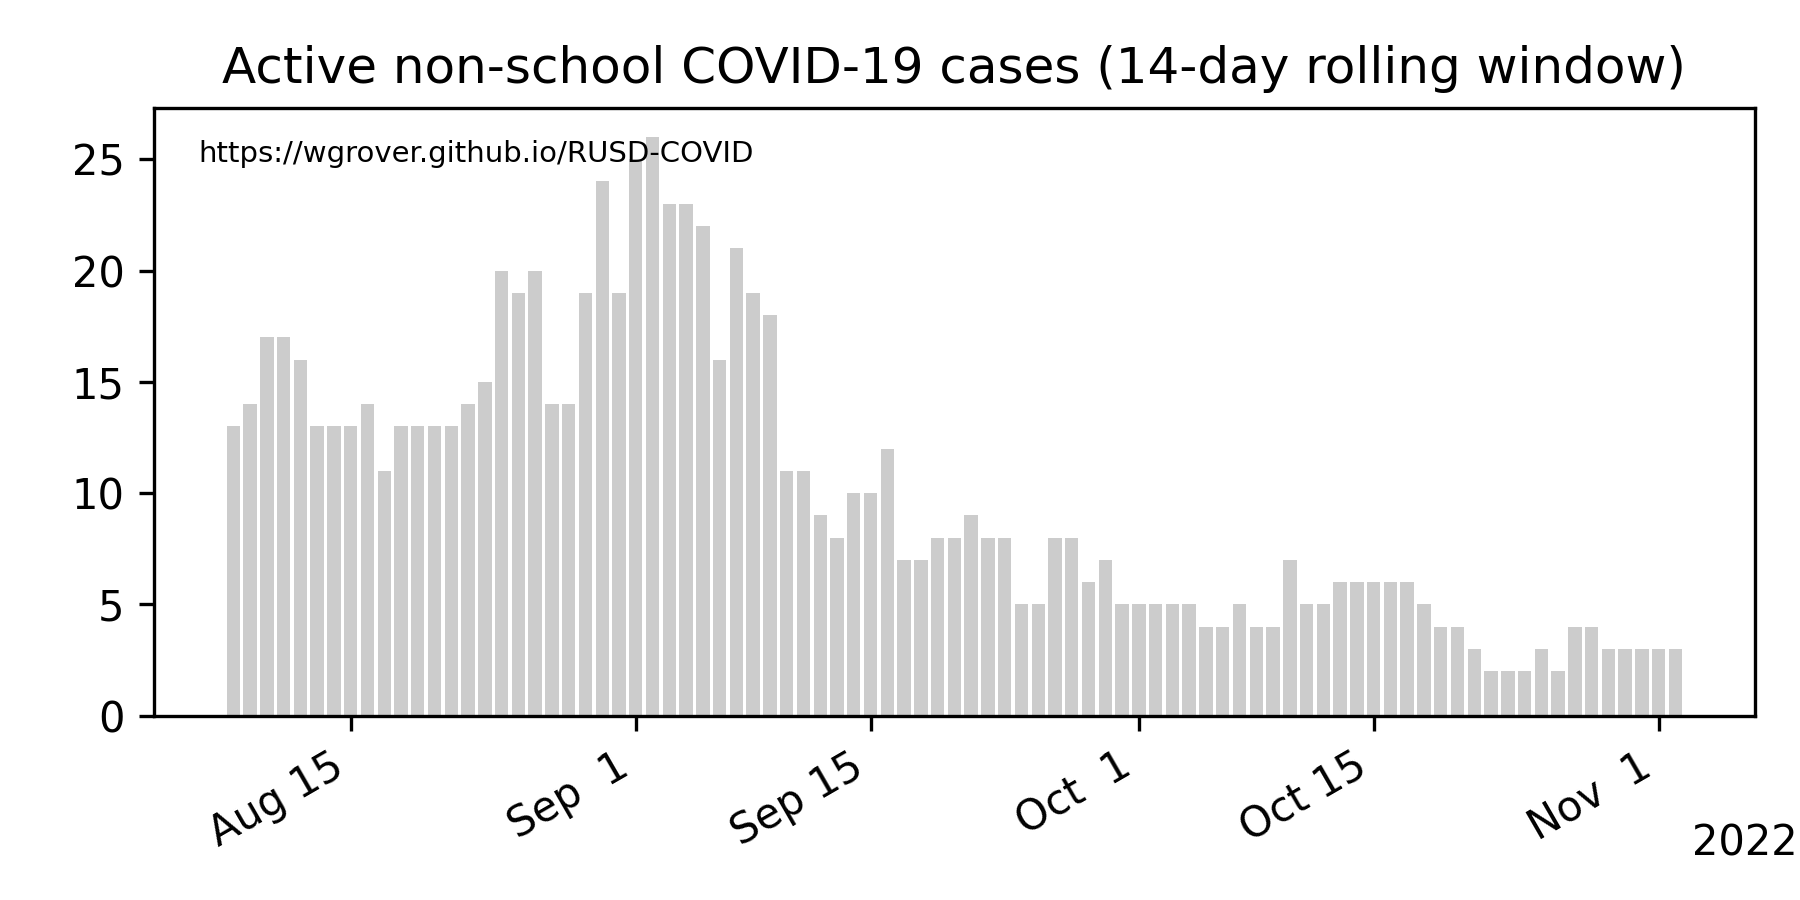 Active non-school COVID-19 cases (14-day rolling window)
https://wgrover.github.io/RUSD-COVID
25
20
15
10
5
0
Aug 15
Sep 1
Sep 15
Oct 1
Oct 15
Nov 1
2022